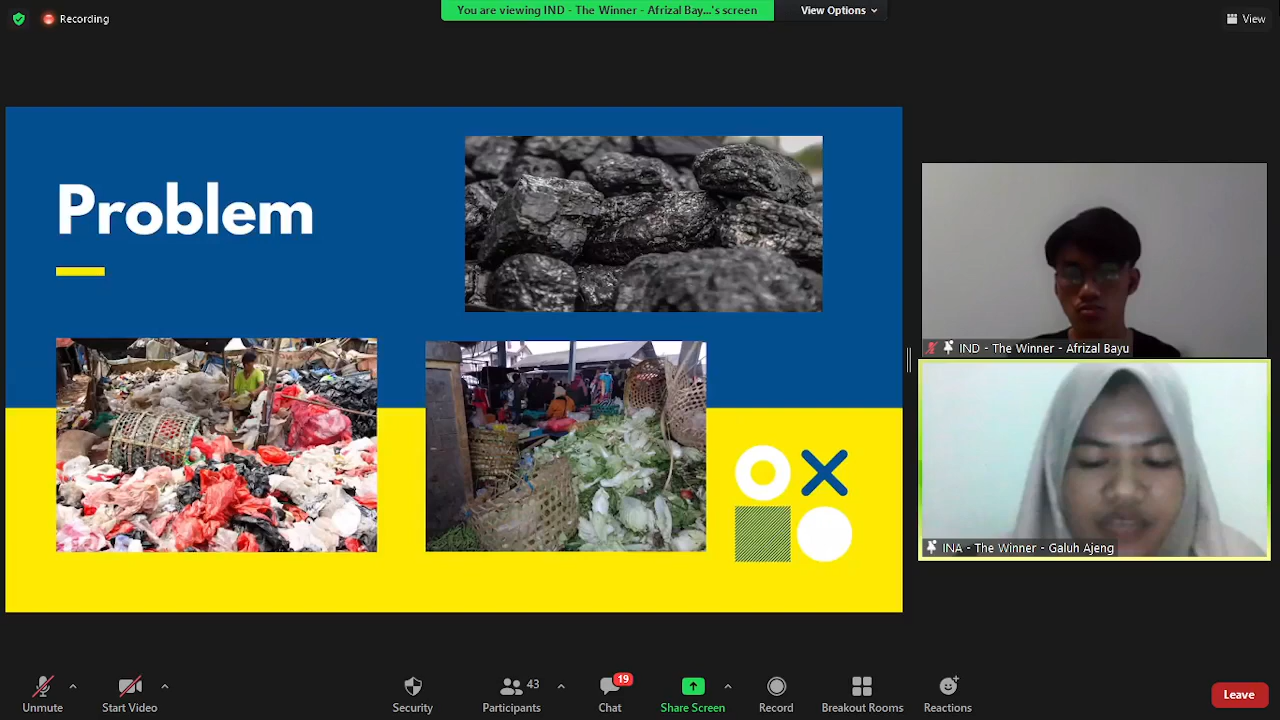 Recording
You are viewing IND - The Winner - Afrizal Bay...'s screen
View Options
View
Problem
IND - The Winner - Afrizal Bayu
INA - The Winner - Galuh Ajeng
Unmute
Start Video
Security
43
Participants
19
Chat
Share Screen
Record
Breakout Rooms
Reactions
Leave